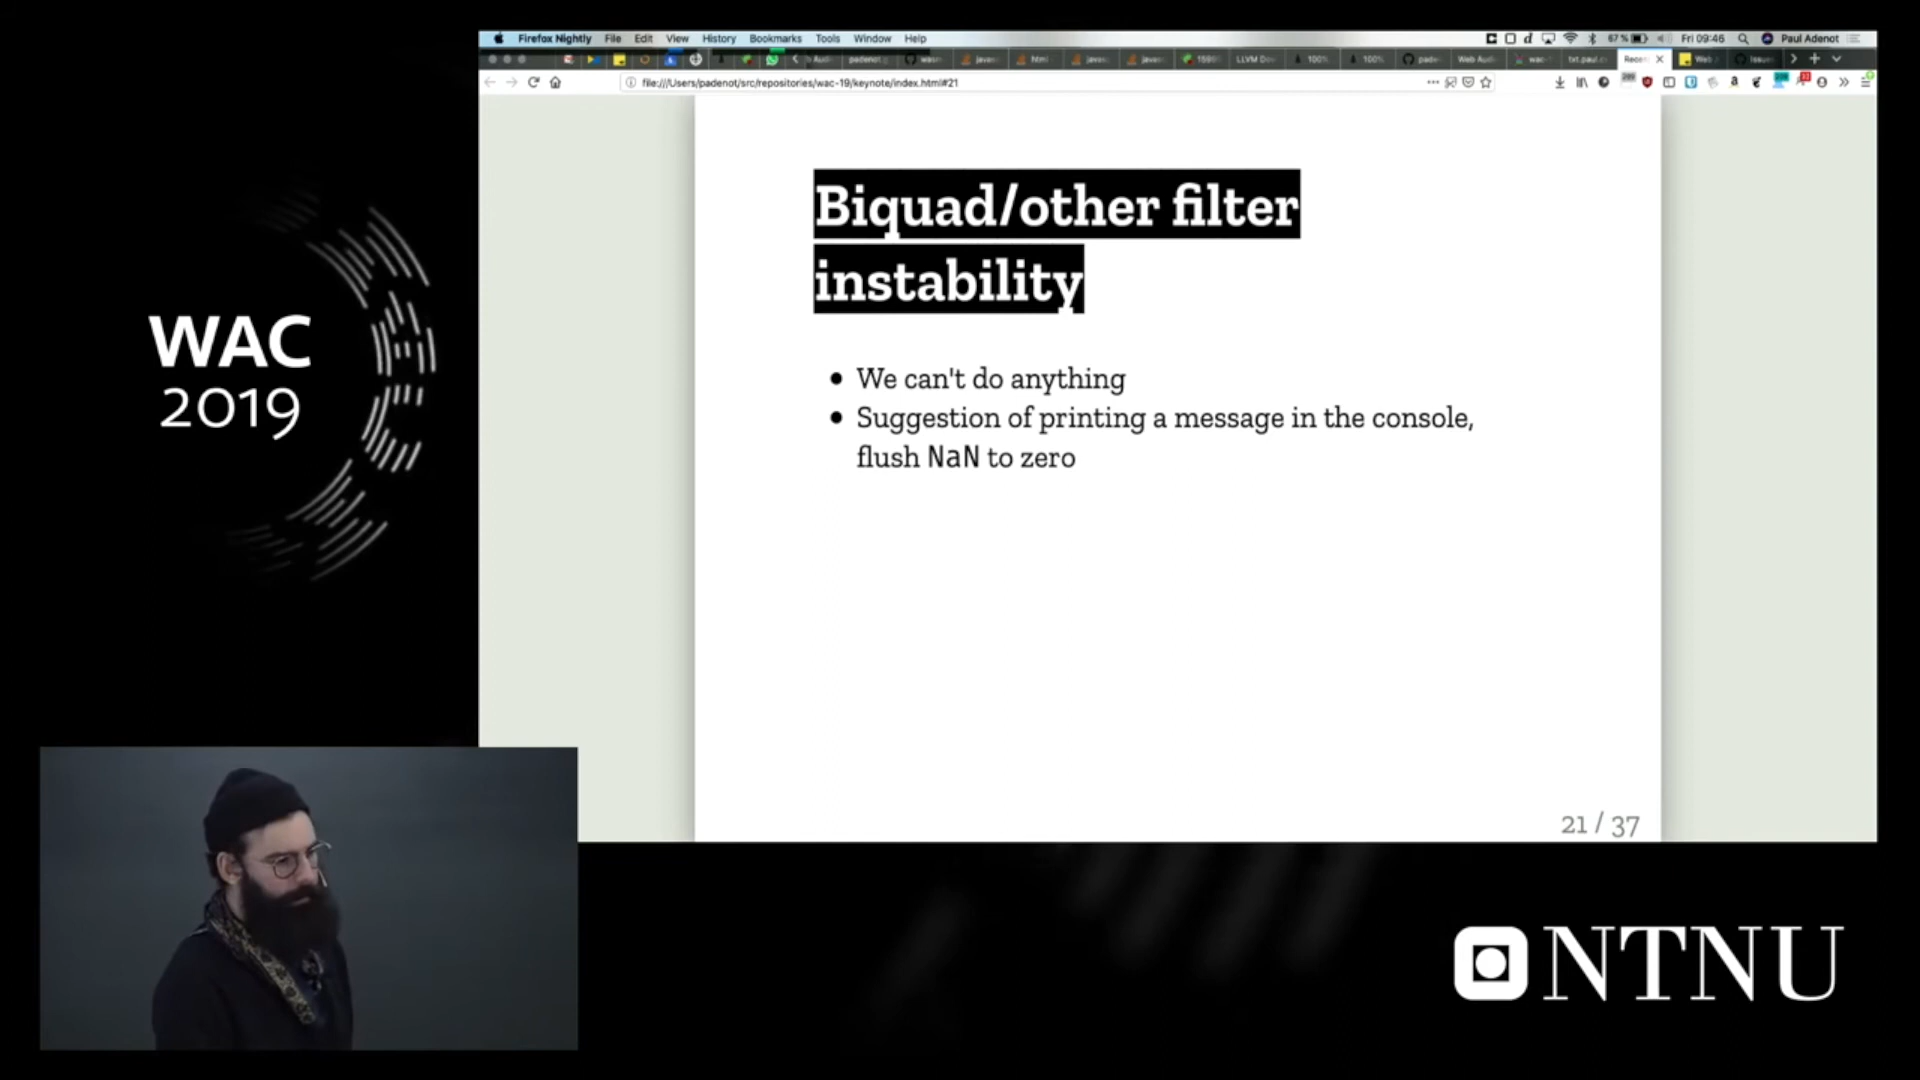 Firefox Nightly File Edit View History Bookmarks Tools Window Help
67% Fri 09:46 Paul Adenot
file:///Users/padenot/src/repositories/wac-19/keynote/index.html#21
Biquad/other filter
instability
We can't do anything
Suggestion of printing a message in the console,
flush NaN to zero
21 / 37
WAC
2019
NTNU